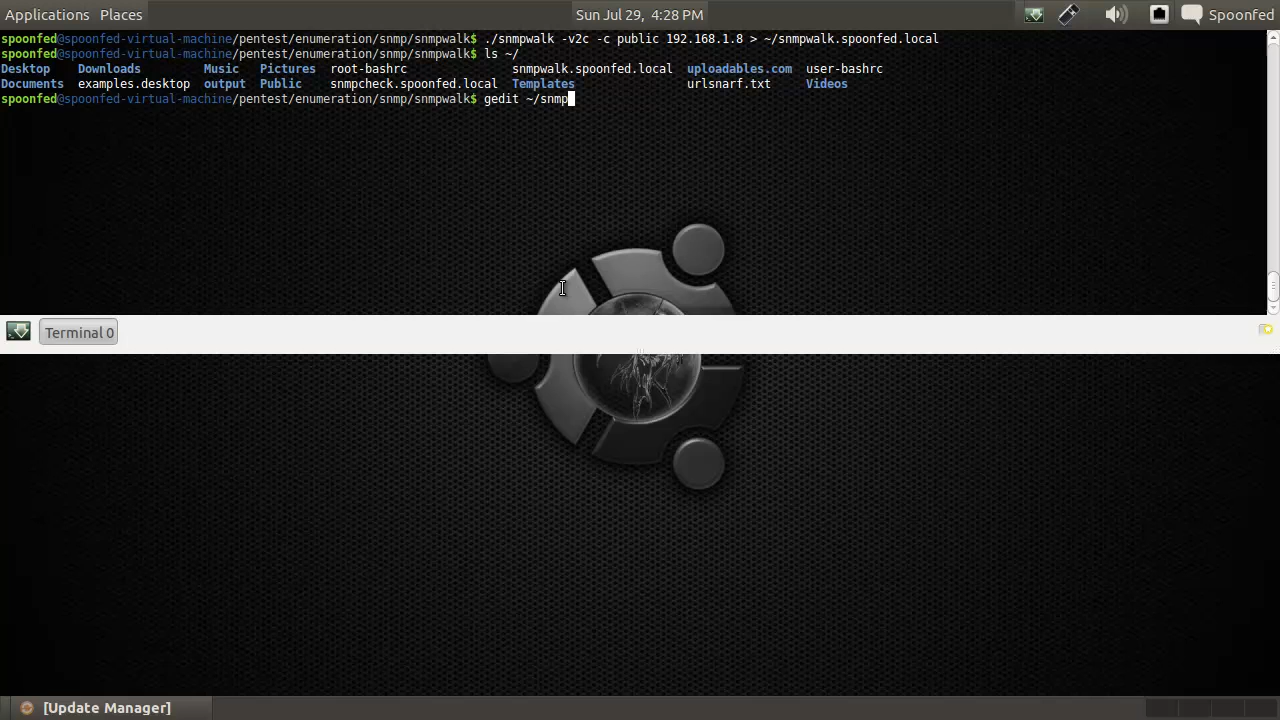 Applications Places Sun Jul 29, 4:28 PM Spoonfed
spoonfed@spoonfed-virtual-machine/pentest/enumeration/snmp/snmpwalk$ ./snmpwalk -v2c -c public 192.168.1.8 > ~/snmpwalk.spoonfed.local
spoonfed@spoonfed-virtual-machine/pentest/enumeration/snmp/snmpwalk$ ls ~/
Desktop Downloads Music Pictures root-bashrc snmpwalk.spoonfed.local uploadables.com user-bashrc
Documents examples.desktop output Public snmpcheck.spoonfed.local Templates urlsnarf.txt Videos
spoonfed@spoonfed-virtual-machine/pentest/enumeration/snmp/snmpwalk$ gedit ~/snmp
Terminal 0
[Update Manager]